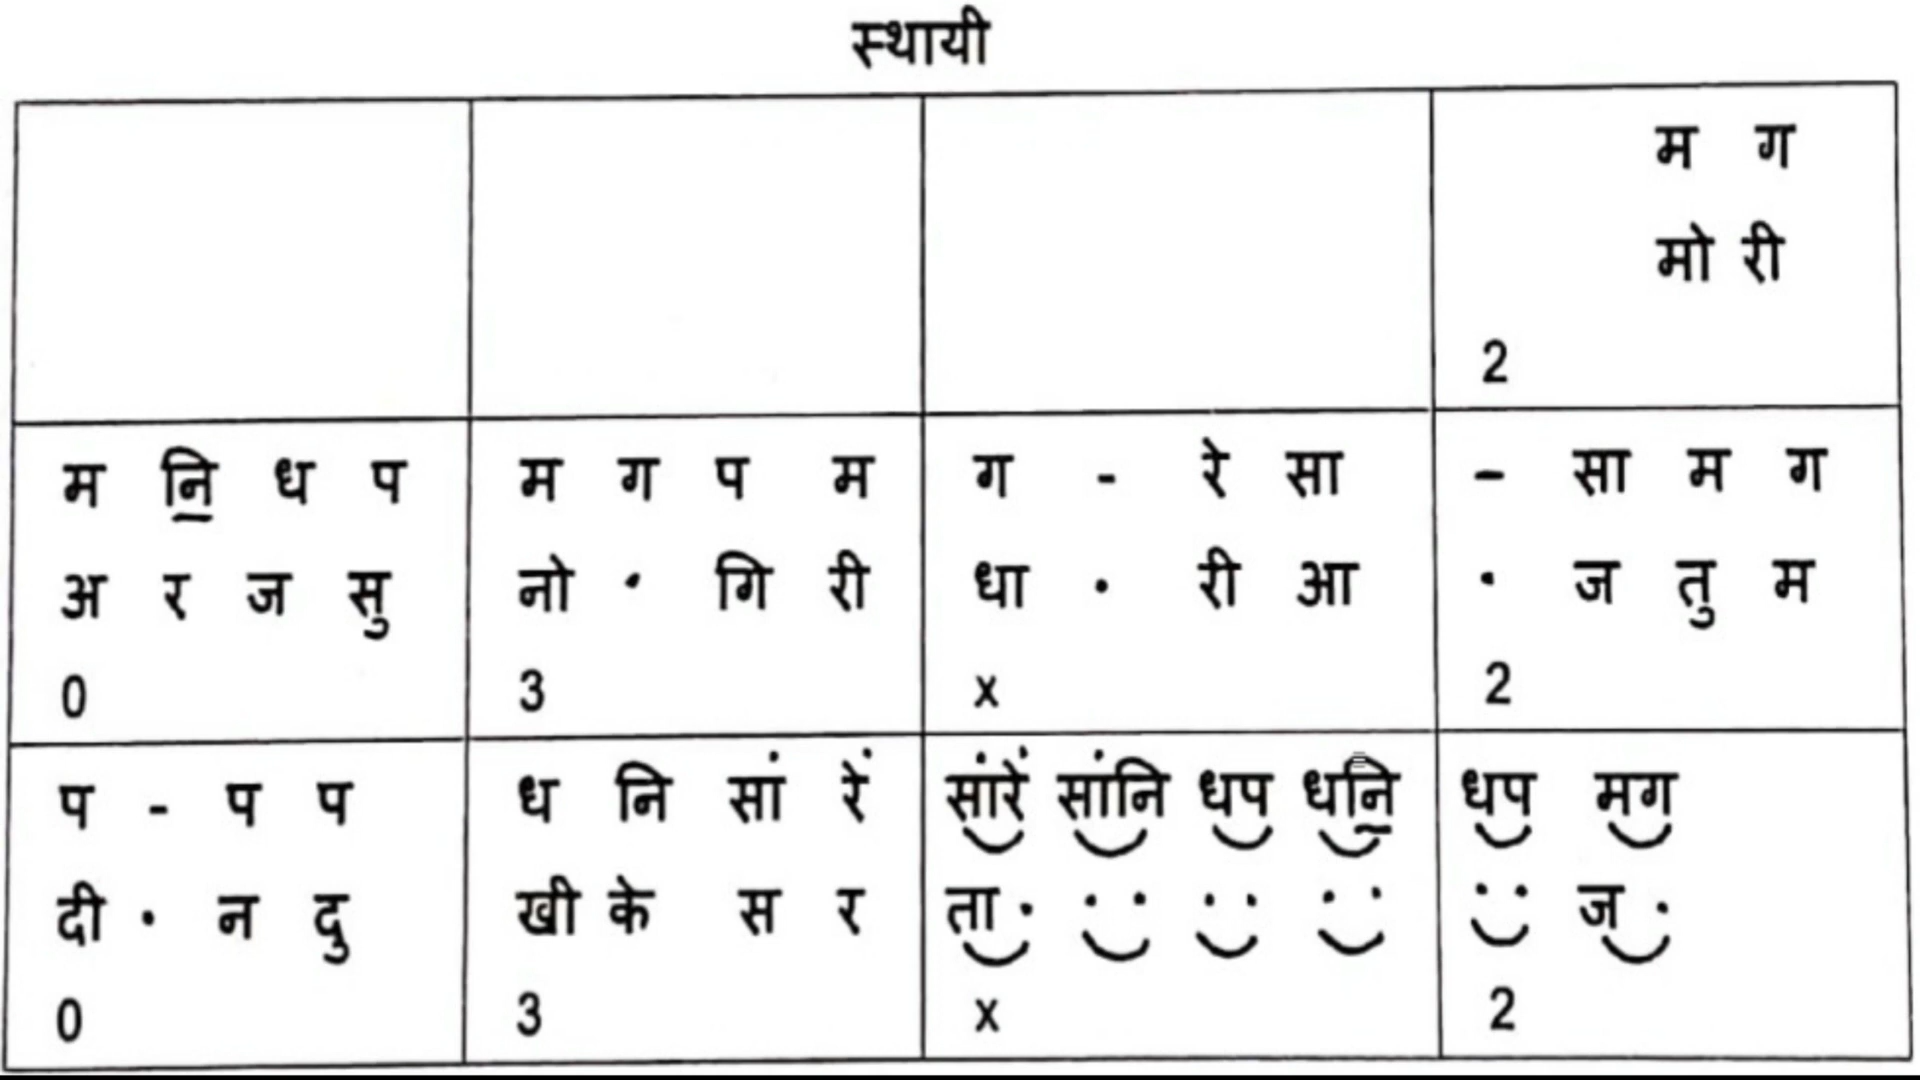 स्थायी
म ग
मो री
2
म नि॒ ध प म ग प म ग - रे सा – सा म ग
अ र ज सु नो · गि री धा · री आ · ज तु म
0 3 x 2
प - प प ध नि सां रें सांरें सांनि धप धनि॒ धप मग
दी · न दु खी के स र ता· ·· ·· ·· ·· ज·
0 3 x 2